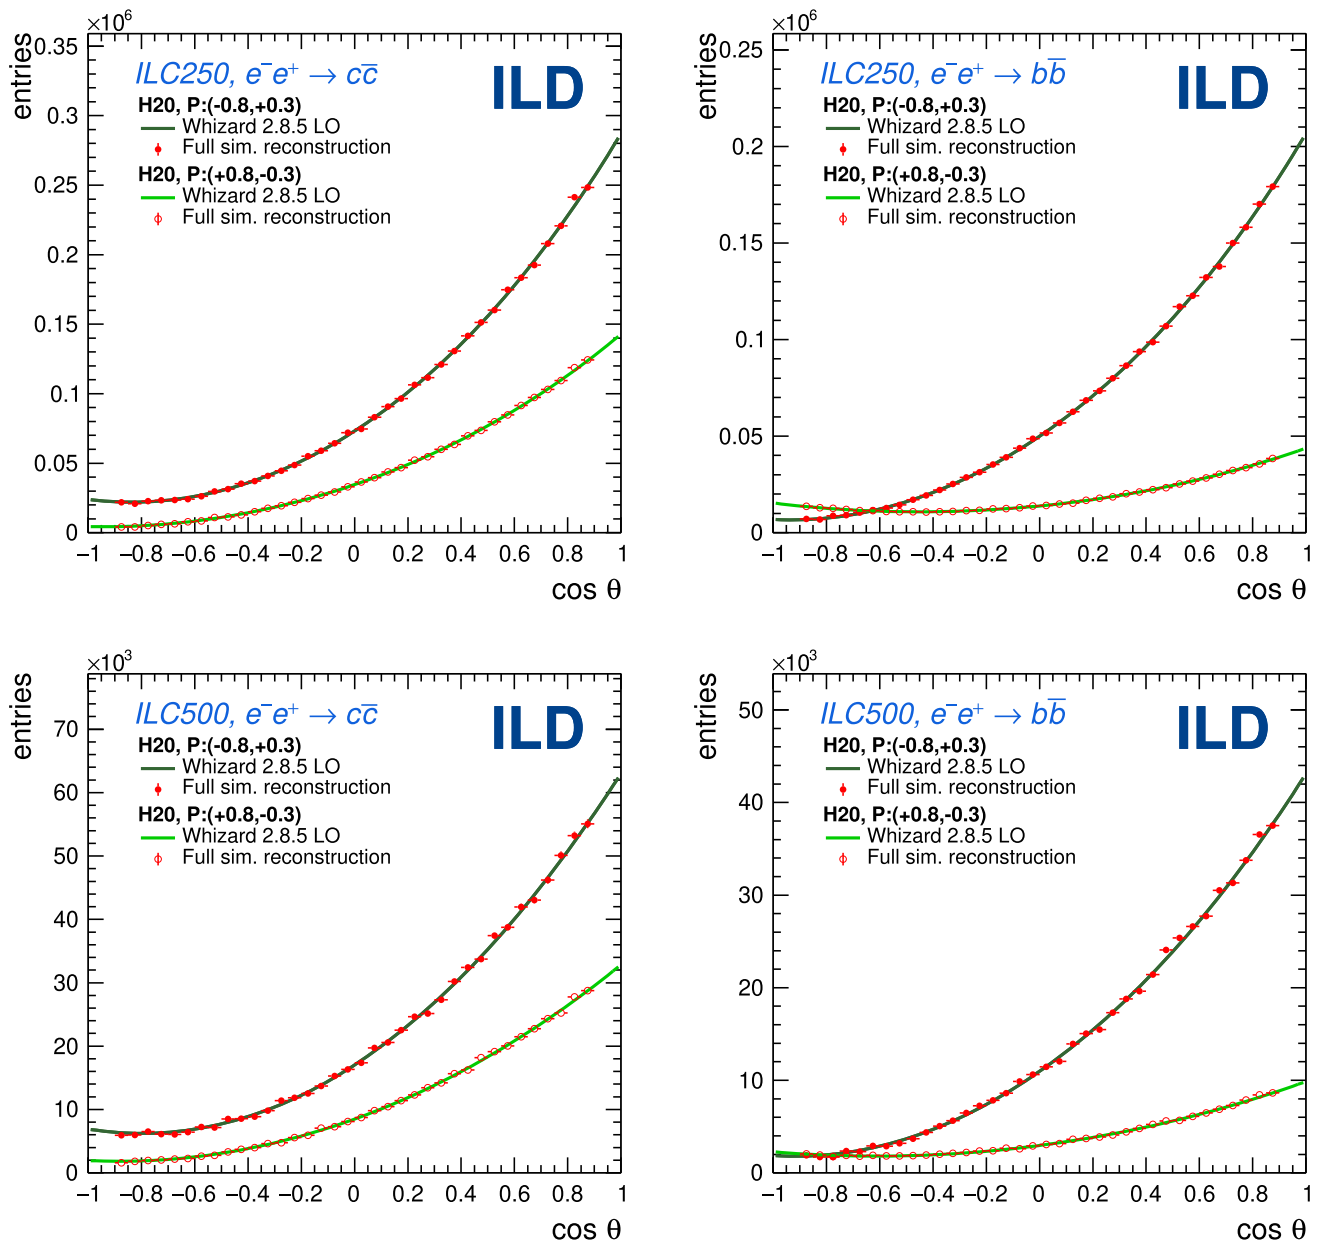 ×10⁶
entries
0.35
0.3
0.25
0.2
0.15
0.1
0.05
0
ILC250, e⁻e⁺ → cc̅
ILD
H20, P:(-0.8,+0.3)
Whizard 2.8.5 LO
Full sim. reconstruction
H20, P:(+0.8,-0.3)
Whizard 2.8.5 LO
Full sim. reconstruction
−1 −0.8 −0.6 −0.4 −0.2 0 0.2 0.4 0.6 0.8 1
cos θ
×10⁶
entries
0.25
0.2
0.15
0.1
0.05
0
ILC250, e⁻e⁺ → bb̅
ILD
H20, P:(-0.8,+0.3)
Whizard 2.8.5 LO
Full sim. reconstruction
H20, P:(+0.8,-0.3)
Whizard 2.8.5 LO
Full sim. reconstruction
−1 −0.8 −0.6 −0.4 −0.2 0 0.2 0.4 0.6 0.8 1
cos θ
×10³
entries
70
60
50
40
30
20
10
0
ILC500, e⁻e⁺ → cc̅
ILD
H20, P:(-0.8,+0.3)
Whizard 2.8.5 LO
Full sim. reconstruction
H20, P:(+0.8,-0.3)
Whizard 2.8.5 LO
Full sim. reconstruction
−1 −0.8 −0.6 −0.4 −0.2 0 0.2 0.4 0.6 0.8 1
cos θ
×10³
entries
50
40
30
20
10
0
ILC500, e⁻e⁺ → bb̅
ILD
H20, P:(-0.8,+0.3)
Whizard 2.8.5 LO
Full sim. reconstruction
H20, P:(+0.8,-0.3)
Whizard 2.8.5 LO
Full sim. reconstruction
−1 −0.8 −0.6 −0.4 −0.2 0 0.2 0.4 0.6 0.8 1
cos θ